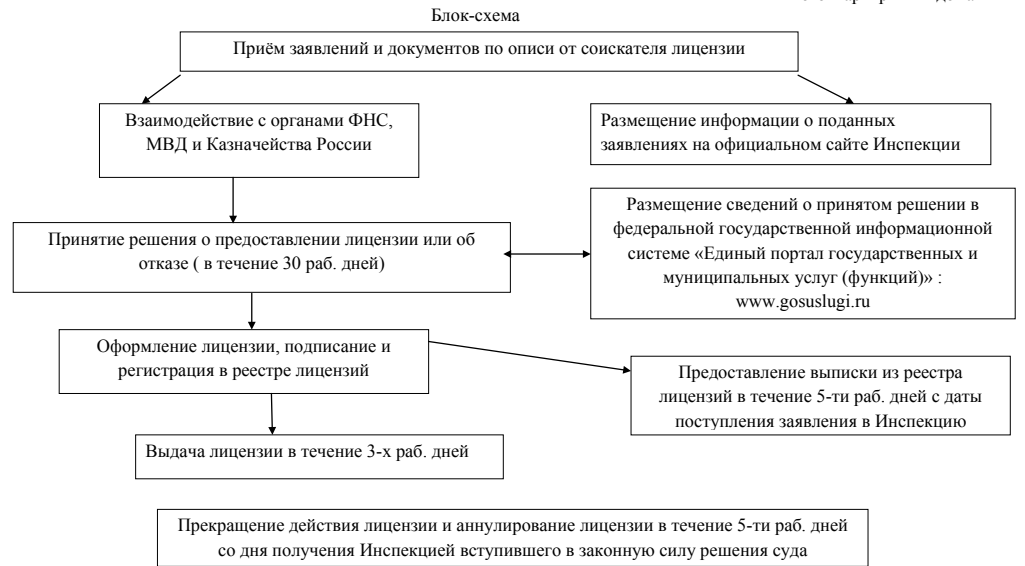 Блок-схема
Приём заявлений и документов по описи от соискателя лицензии
Взаимодействие с органами ФНС,
МВД и Казначейства России
Размещение информации о поданных
заявлениях на официальном сайте Инспекции
Размещение сведений о принятом решении в
федеральной государственной информационной
системе «Единый портал государственных и
муниципальных услуг (функций)» :
www.gosuslugi.ru
Принятие решения о предоставлении лицензии или об
отказе ( в течение 30 раб. дней)
Оформление лицензии, подписание и
регистрация в реестре лицензий
Предоставление выписки из реестра
лицензий в течение 5-ти раб. дней с даты
поступления заявления в Инспекцию
Выдача лицензии в течение 3-х раб. дней
Прекращение действия лицензии и аннулирование лицензии в течение 5-ти раб. дней
со дня получения Инспекцией вступившего в законную силу решения суда